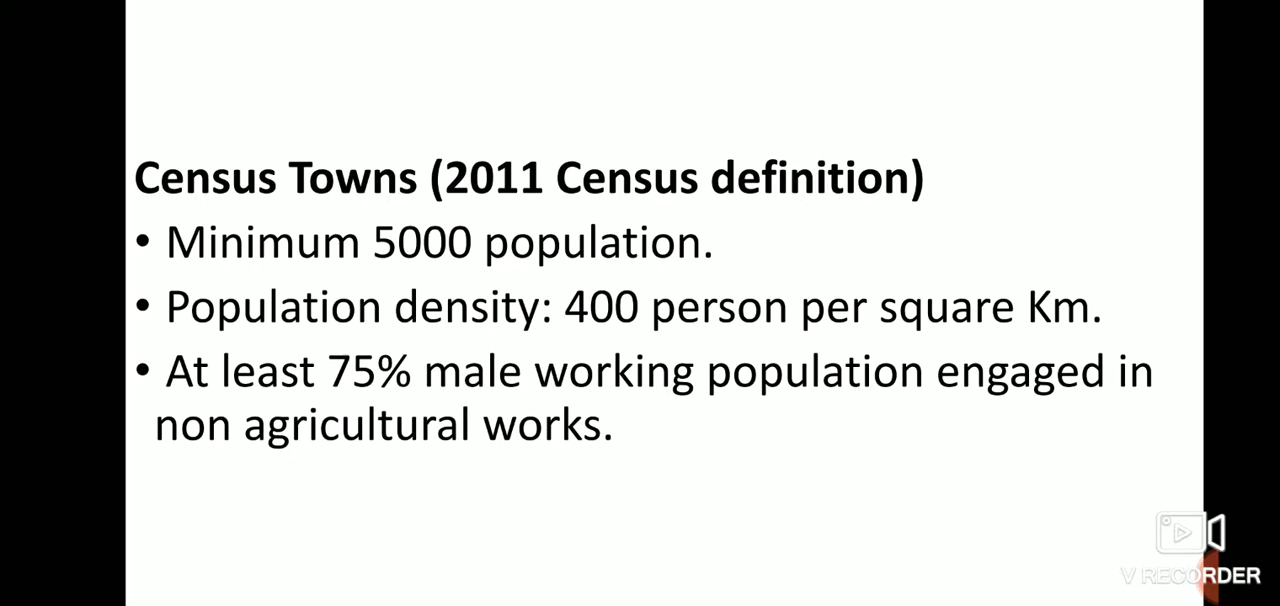 Census Towns (2011 Census definition)
• Minimum 5000 population.
• Population density: 400 person per square Km.
• At least 75% male working population engaged in
non agricultural works.
V RECORDER